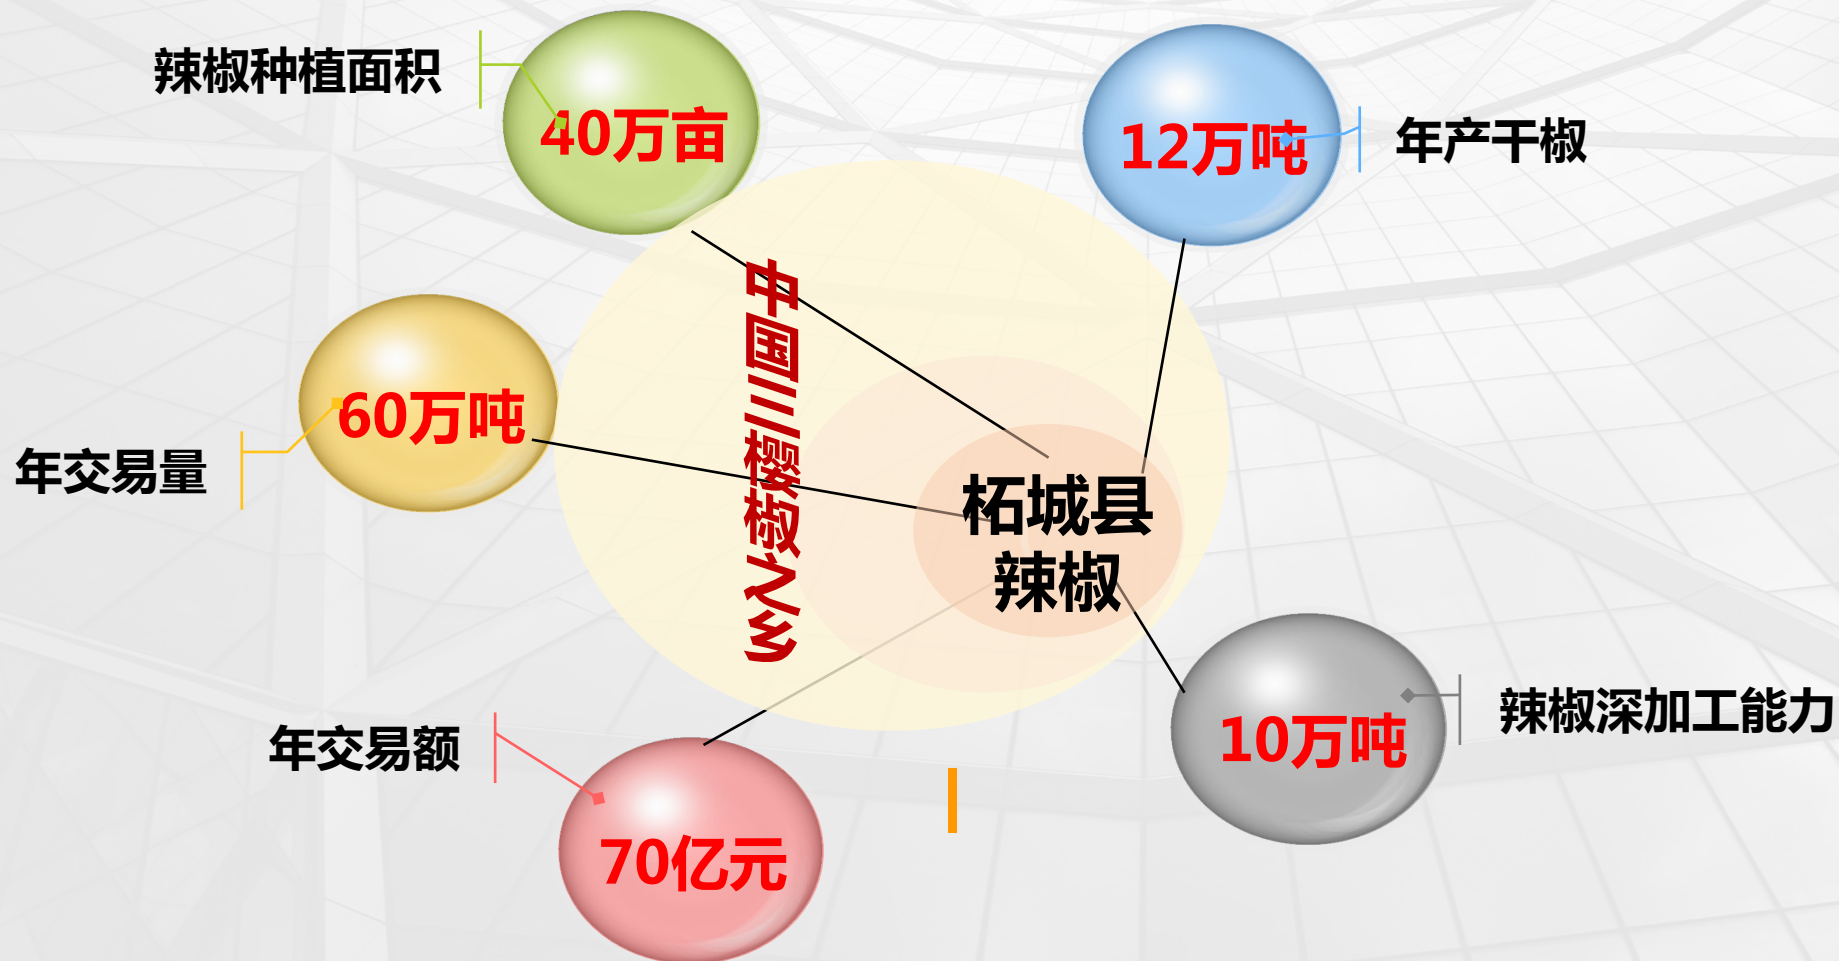 辣椒种植面积
40万亩
12万吨
年产干椒
中国三樱椒之乡
60万吨
年交易量
柘城县
辣椒
10万吨
辣椒深加工能力
年交易额
70亿元